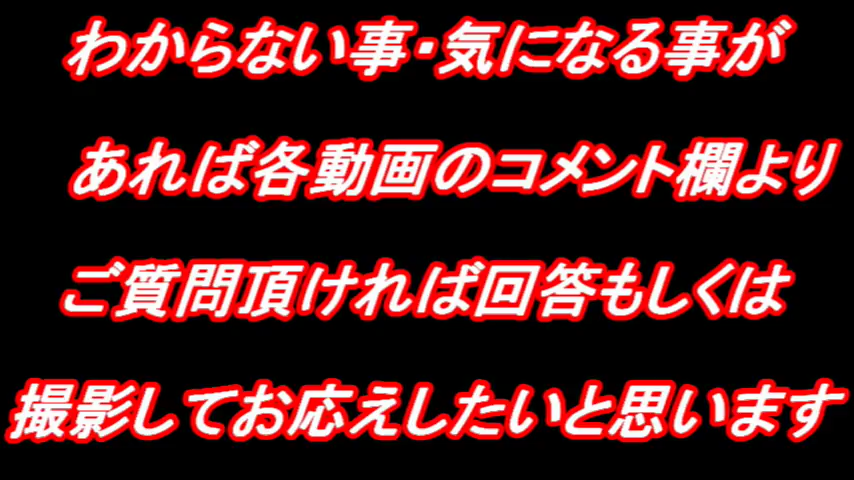 わからない事・気になる事が
あれば各動画のコメント欄より
ご質問頂ければ回答もしくは
撮影してお応えしたいと思います